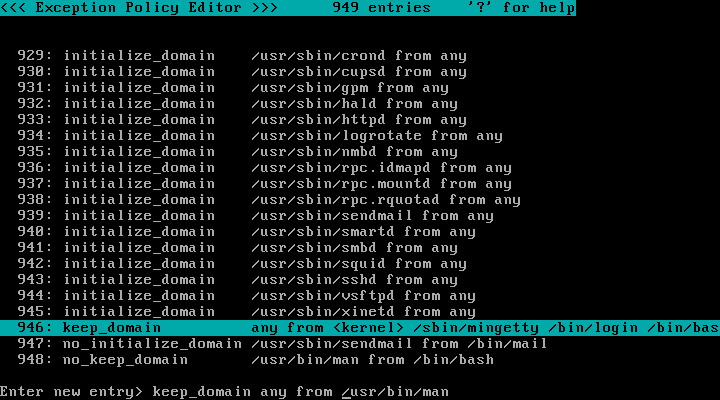 <<< Exception Policy Editor >>>      949 entries    '?' for help
929: initialize_domain    /usr/sbin/crond from any
930: initialize_domain    /usr/sbin/cupsd from any
931: initialize_domain    /usr/sbin/gpm from any
932: initialize_domain    /usr/sbin/hald from any
933: initialize_domain    /usr/sbin/httpd from any
934: initialize_domain    /usr/sbin/logrotate from any
935: initialize_domain    /usr/sbin/nmbd from any
936: initialize_domain    /usr/sbin/rpc.idmapd from any
937: initialize_domain    /usr/sbin/rpc.mountd from any
938: initialize_domain    /usr/sbin/rpc.rquotad from any
939: initialize_domain    /usr/sbin/sendmail from any
940: initialize_domain    /usr/sbin/smartd from any
941: initialize_domain    /usr/sbin/smbd from any
942: initialize_domain    /usr/sbin/squid from any
943: initialize_domain    /usr/sbin/sshd from any
944: initialize_domain    /usr/sbin/vsftpd from any
945: initialize_domain    /usr/sbin/xinetd from any
946: keep_domain          any from <kernel> /sbin/mingetty /bin/login /bin/bas
947: no_initialize_domain /usr/sbin/sendmail from /bin/mail
948: no_keep_domain       /usr/bin/man from /bin/bash
Enter new entry> keep_domain any from /usr/bin/man